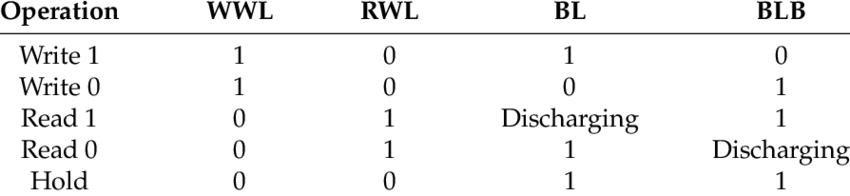 Operation WWL RWL BL BLB
Write 1 1 0 1 0
Write 0 1 0 0 1
Read 1 0 1 Discharging 1
Read 0 0 1 1 Discharging
Hold 0 0 1 1